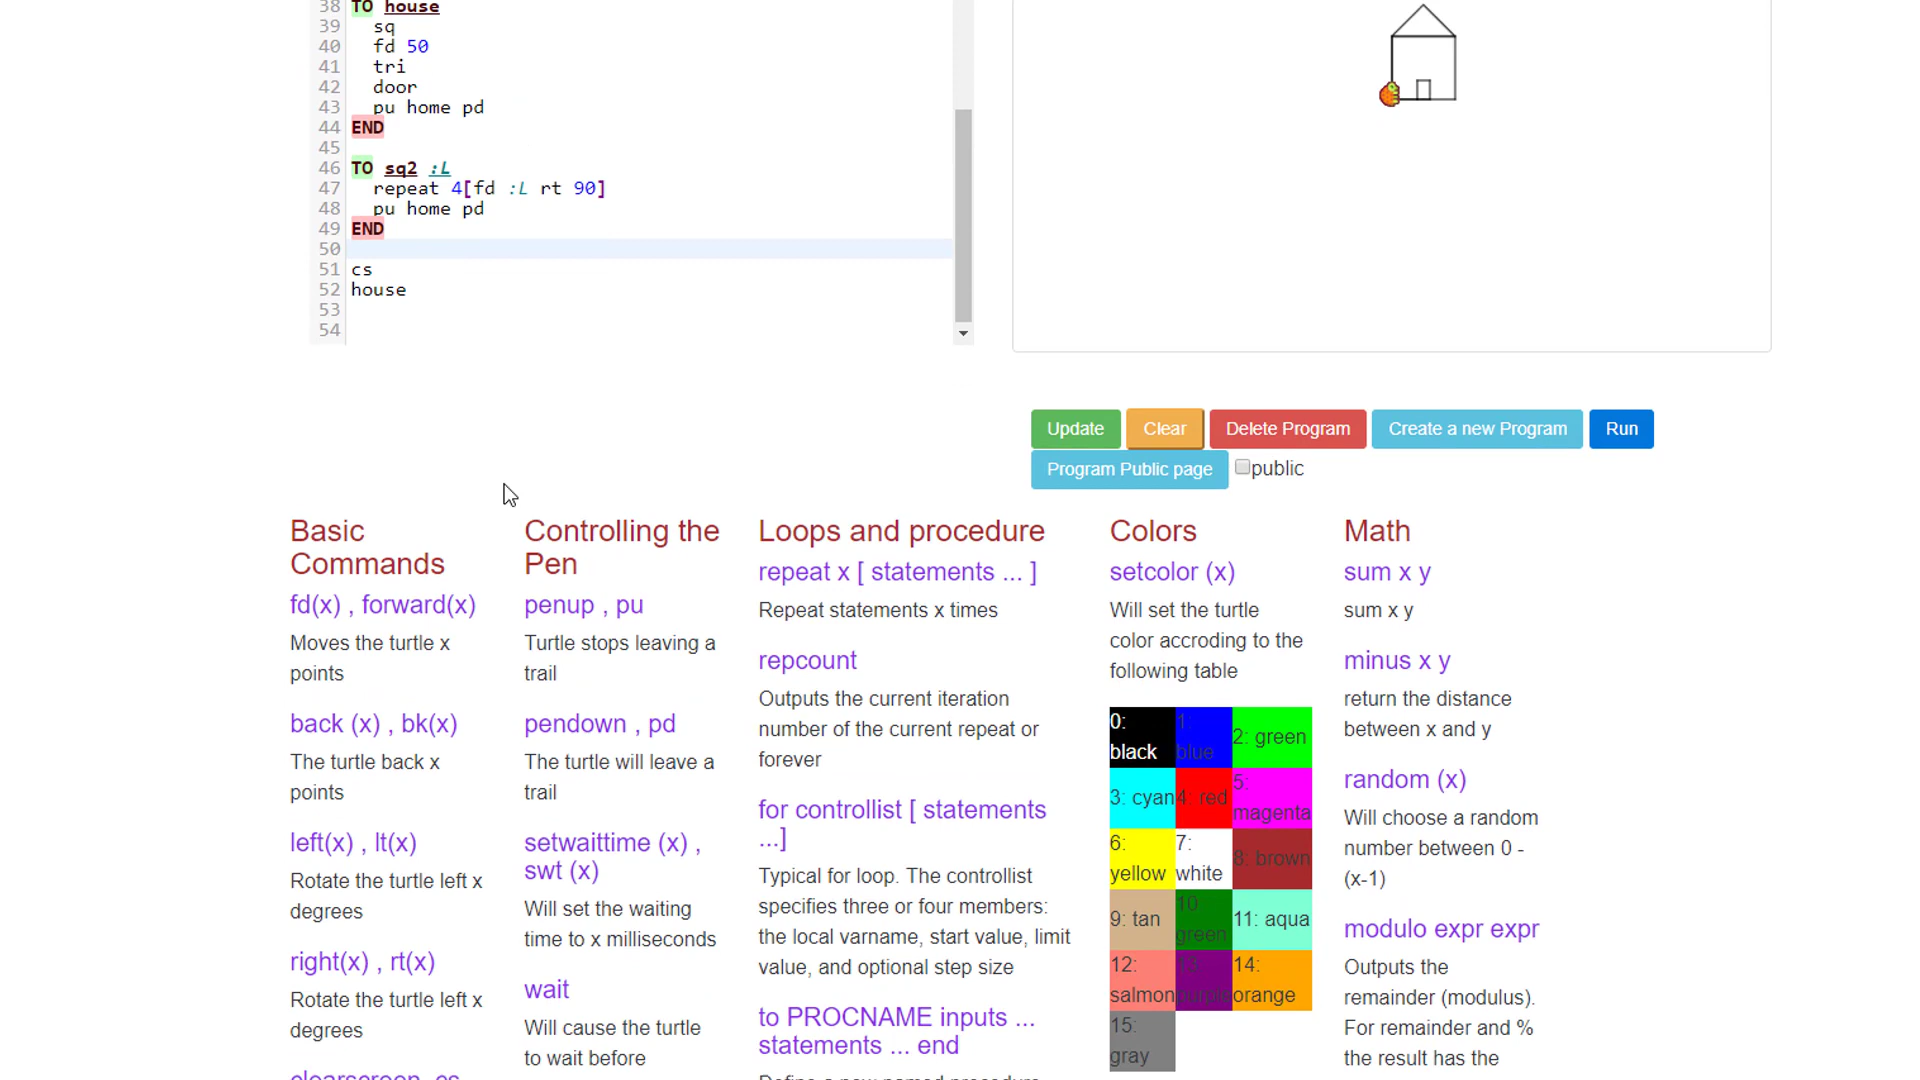 38 TO house
39 sq
40 fd 50
41 tri
42 door
43 pu home pd
44 END
45
46 TO sq2 :L
47 repeat 4[fd :L rt 90]
48 pu home pd
49 END
50
51 cs
52 house
53
54
Update Clear Delete Program Create a new Program Run
Program Public page public
Basic
Commands
fd(x) , forward(x)
Moves the turtle x
points
back (x) , bk(x)
The turtle back x
points
left(x) , lt(x)
Rotate the turtle left x
degrees
right(x) , rt(x)
Rotate the turtle left x
degrees
clearscreen, cs
Controlling the
Pen
penup , pu
Turtle stops leaving a
trail
pendown , pd
The turtle will leave a
trail
setwaittime (x) ,
swt (x)
Will set the waiting
time to x milliseconds
wait
Will cause the turtle
to wait before
Loops and procedure
repeat x [ statements ... ]
Repeat statements x times
repcount
Outputs the current iteration
number of the current repeat or
forever
for controllist [ statements
...]
Typical for loop. The controllist
specifies three or four members:
the local varname, start value, limit
value, and optional step size
to PROCNAME inputs ...
statements ... end
Define a new named procedure
Colors
setcolor (x)
Will set the turtle
color accroding to the
following table
0:
black
1:
blue
2: green
3: cyan
4: red
5:
magenta
6:
yellow
7:
white
8: brown
9: tan
10
green
11: aqua
12:
salmon
13:
purple
14:
orange
15:
gray
Math
sum x y
sum x y
minus x y
return the distance
between x and y
random (x)
Will choose a random
number between 0 -
(x-1)
modulo expr expr
Outputs the
remainder (modulus).
For remainder and %
the result has the